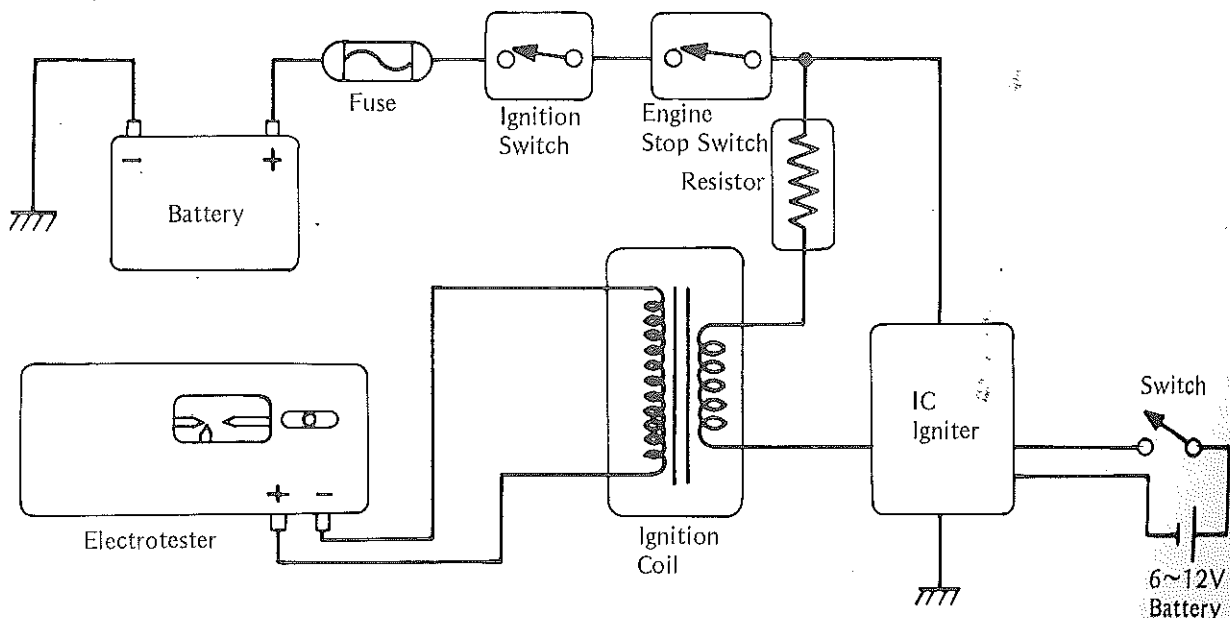 Fuse
Ignition
Switch
Engine
Stop Switch
Resistor
− +
Battery
IC
Igniter
Switch
+ −
Electrotester
Ignition
Coil
6~12V
Battery